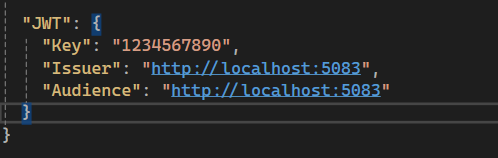 "JWT": {
"Key": "1234567890",
"Issuer": "http://localhost:5083",
"Audience": "http://localhost:5083"
}
}